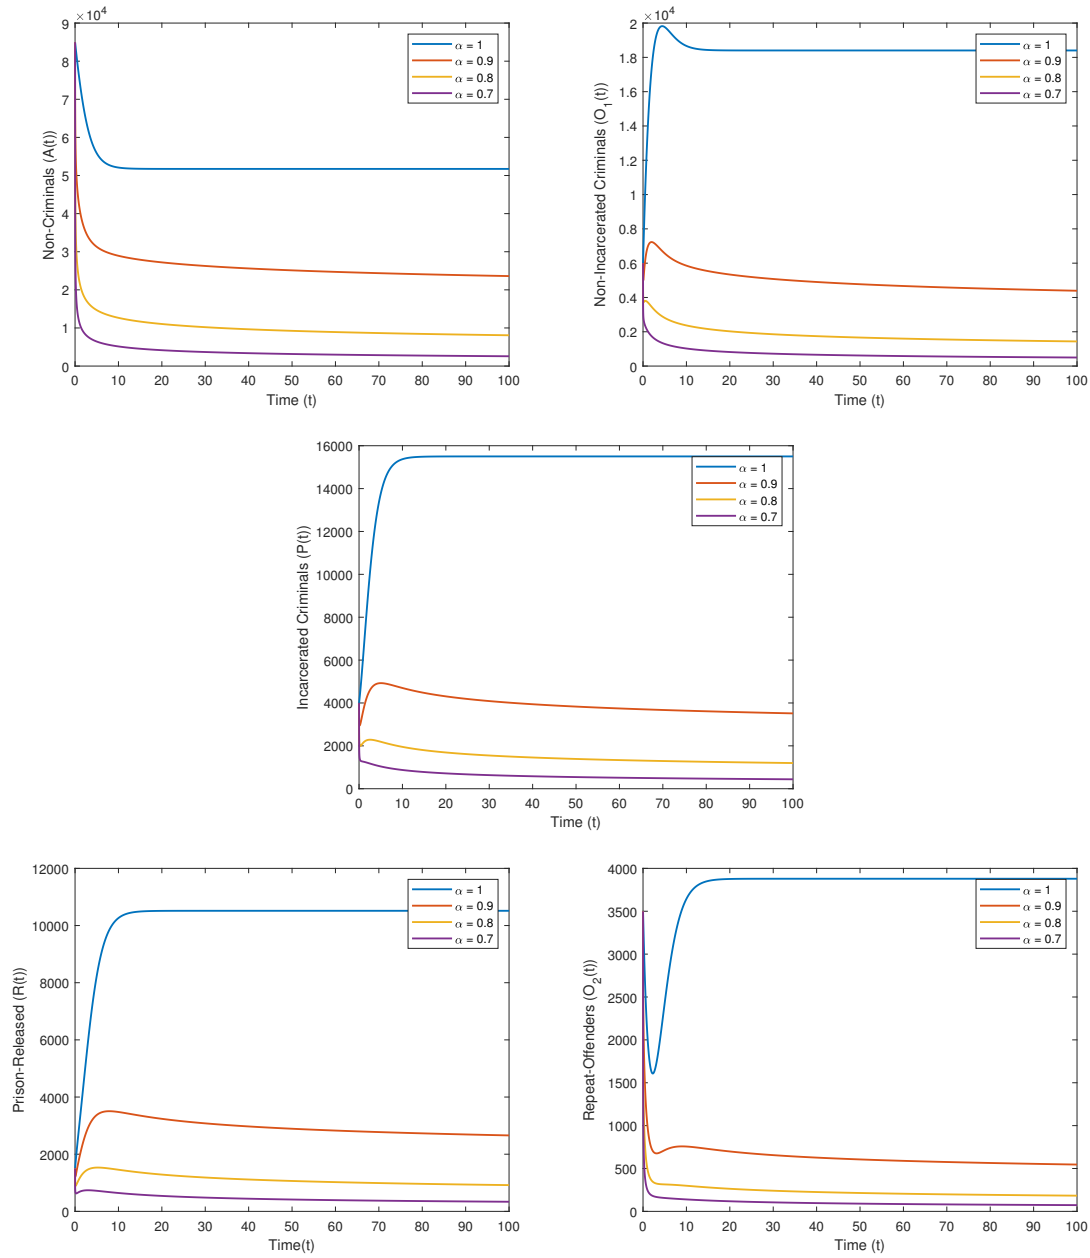 ×10^4
9
8
7
6
5
4
3
2
1
0
Non-Criminals (A(t))
0 10 20 30 40 50 60 70 80 90 100
Time (t)
α = 1
α = 0.9
α = 0.8
α = 0.7
×10^4
2
1.8
1.6
1.4
1.2
1
0.8
0.6
0.4
0.2
0
Non-Incarcerated Criminals (O_1(t))
0 10 20 30 40 50 60 70 80 90 100
Time (t)
α = 1
α = 0.9
α = 0.8
α = 0.7
16000
14000
12000
10000
8000
6000
4000
2000
0
Incarcerated Criminals (P(t))
0 10 20 30 40 50 60 70 80 90 100
Time (t)
α = 1
α = 0.9
α = 0.8
α = 0.7
12000
10000
8000
6000
4000
2000
0
Prison-Released (R(t))
0 10 20 30 40 50 60 70 80 90 100
Time(t)
α = 1
α = 0.9
α = 0.8
α = 0.7
4000
3500
3000
2500
2000
1500
1000
500
0
Repeat-Offenders (O_2(t))
0 10 20 30 40 50 60 70 80 90 100
Time (t)
α = 1
α = 0.9
α = 0.8
α = 0.7